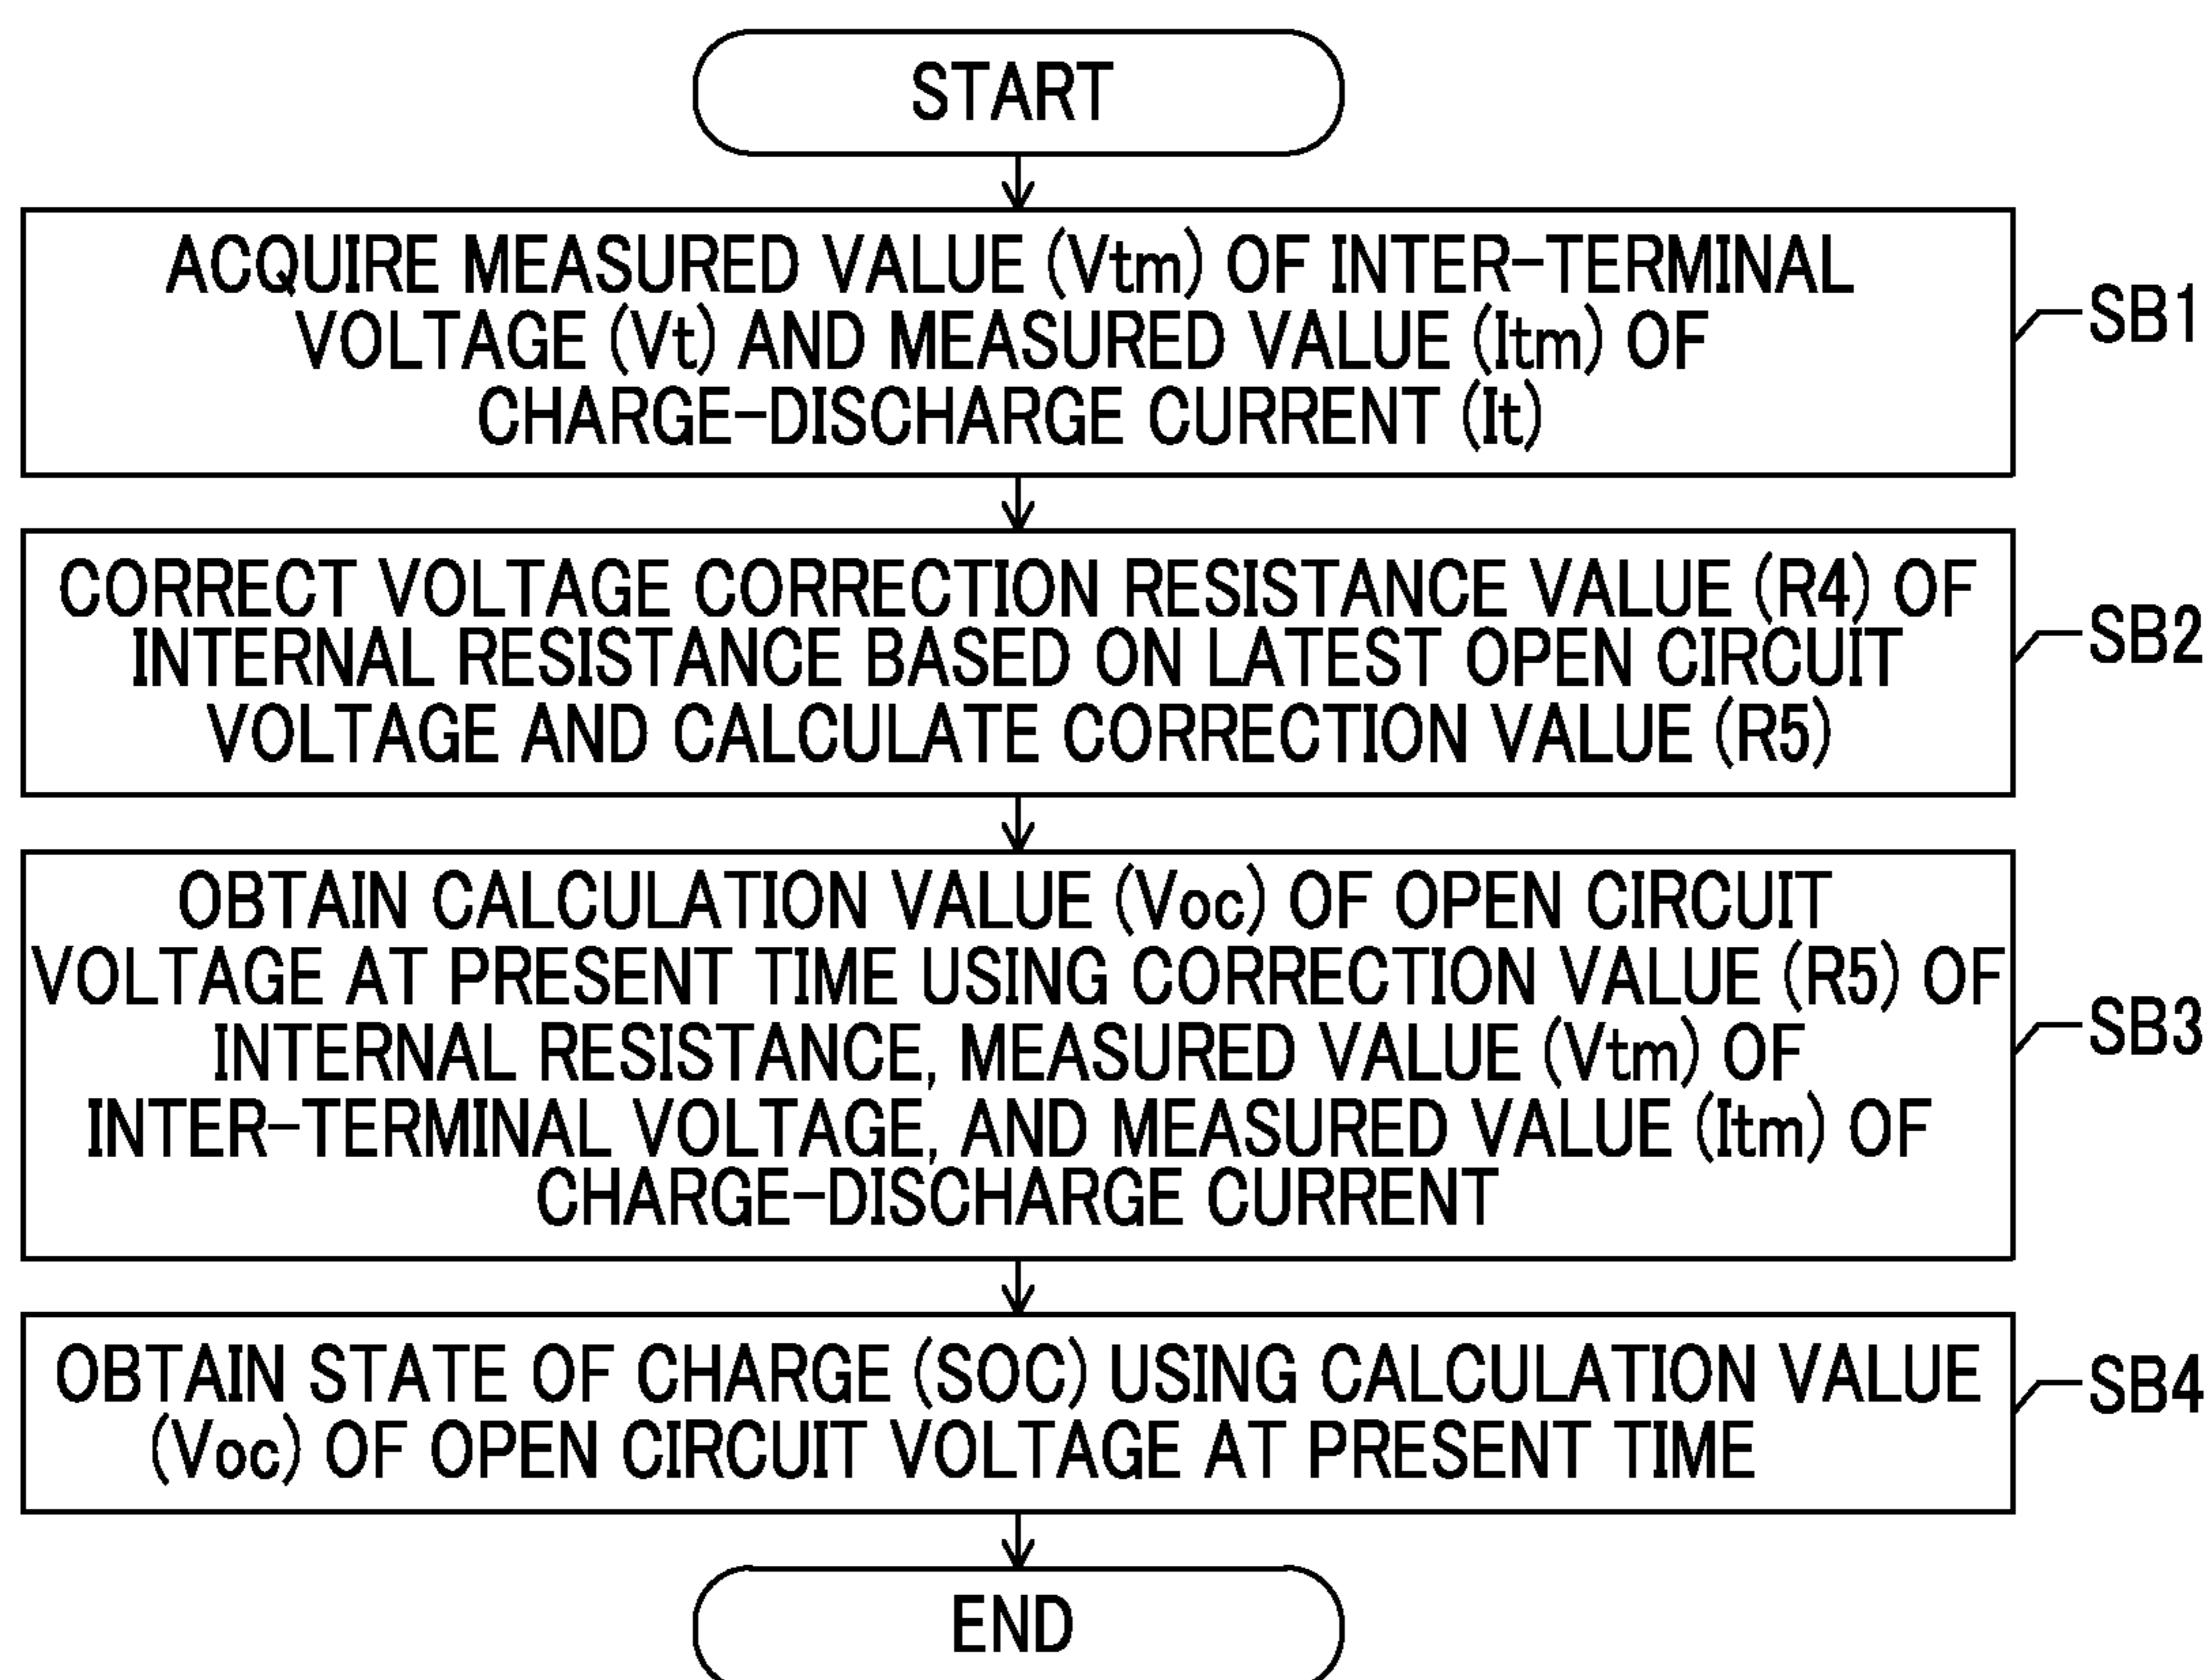 START
ACQUIRE MEASURED VALUE (Vtm) OF INTER-TERMINAL
VOLTAGE (Vt) AND MEASURED VALUE (Itm) OF
CHARGE-DISCHARGE CURRENT (It)
SB1
CORRECT VOLTAGE CORRECTION RESISTANCE VALUE (R4) OF
INTERNAL RESISTANCE BASED ON LATEST OPEN CIRCUIT
VOLTAGE AND CALCULATE CORRECTION VALUE (R5)
SB2
OBTAIN CALCULATION VALUE (Voc) OF OPEN CIRCUIT
VOLTAGE AT PRESENT TIME USING CORRECTION VALUE (R5) OF
INTERNAL RESISTANCE, MEASURED VALUE (Vtm) OF
INTER-TERMINAL VOLTAGE, AND MEASURED VALUE (Itm) OF
CHARGE-DISCHARGE CURRENT
SB3
OBTAIN STATE OF CHARGE (SOC) USING CALCULATION VALUE
(Voc) OF OPEN CIRCUIT VOLTAGE AT PRESENT TIME
SB4
END